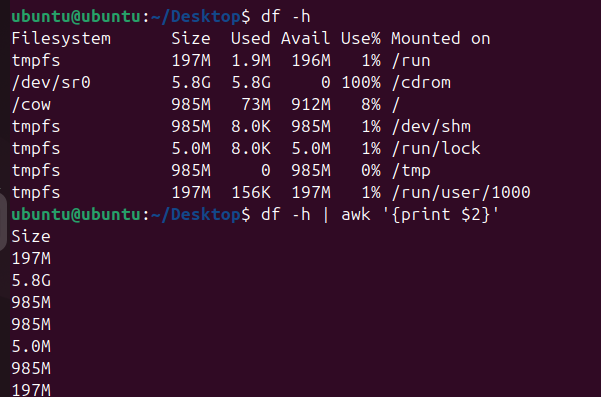 ubuntu@ubuntu:~/Desktop$ df -h
Filesystem      Size  Used Avail Use% Mounted on
tmpfs           197M  1.9M  196M   1% /run
/dev/sr0        5.8G  5.8G     0 100% /cdrom
/cow            985M   73M  912M   8% /
tmpfs           985M  8.0K  985M   1% /dev/shm
tmpfs           5.0M  8.0K  5.0M   1% /run/lock
tmpfs           985M     0  985M   0% /tmp
tmpfs           197M  156K  197M   1% /run/user/1000
ubuntu@ubuntu:~/Desktop$ df -h | awk '{print $2}'
Size
197M
5.8G
985M
985M
5.0M
985M
197M